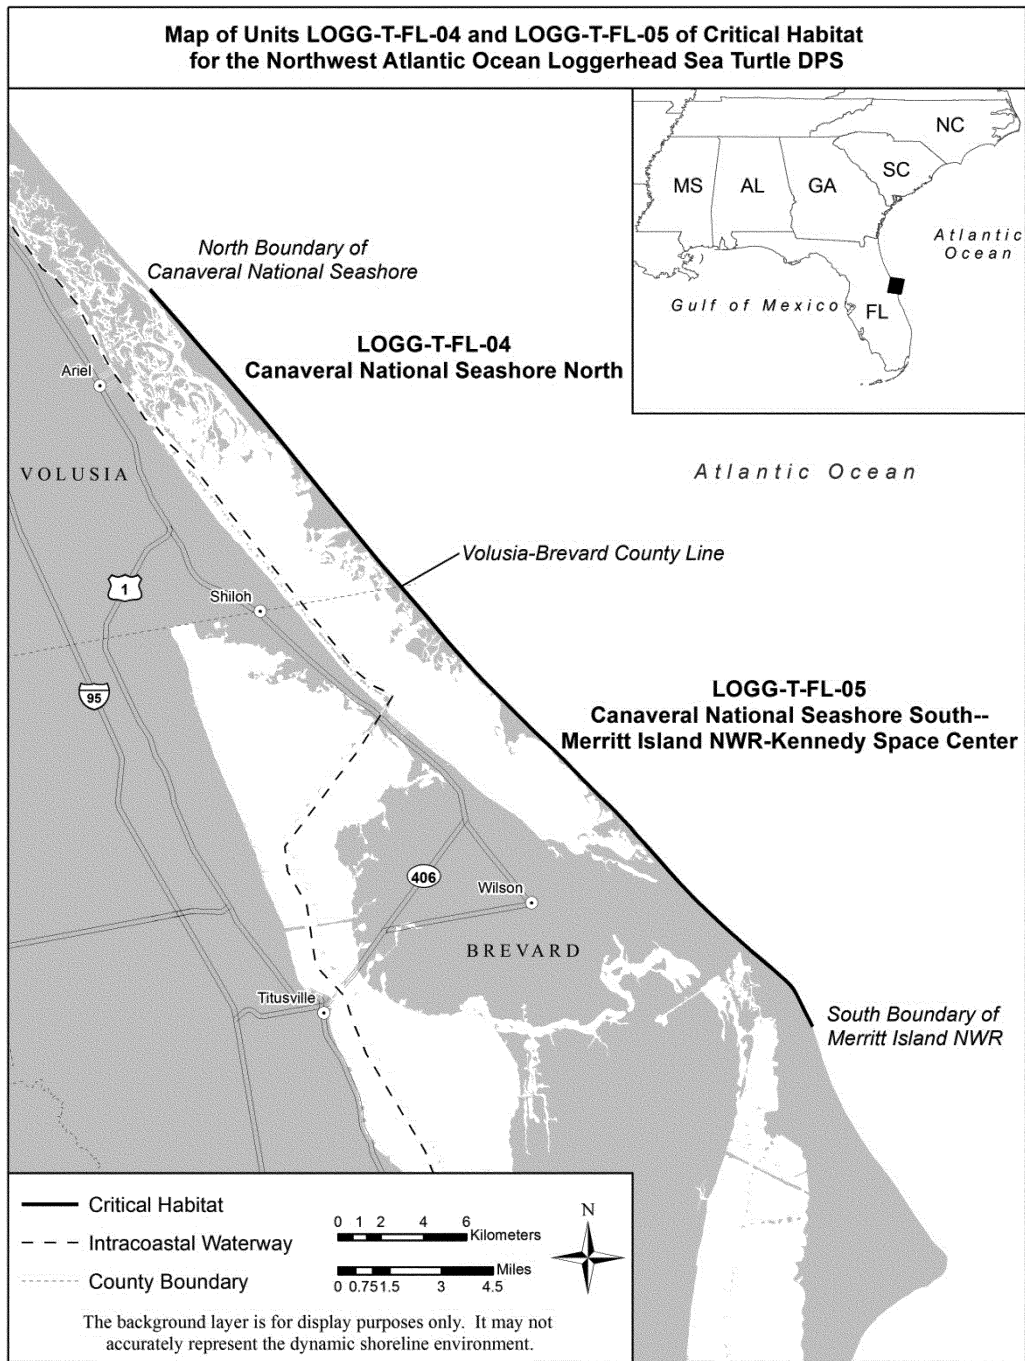 Map of Units LOGG-T-FL-04 and LOGG-T-FL-05 of Critical Habitat
for the Northwest Atlantic Ocean Loggerhead Sea Turtle DPS
NC
SC
MS
AL
GA
Atlantic
Ocean
Gulf of Mexico
FL
North Boundary of
Canaveral National Seashore
LOGG-T-FL-04
Canaveral National Seashore North
Ariel
VOLUSIA
Atlantic Ocean
Volusia-Brevard County Line
1
Shiloh
95
LOGG-T-FL-05
Canaveral National Seashore South--
Merritt Island NWR-Kennedy Space Center
406
Wilson
BREVARD
Titusville
South Boundary of
Merritt Island NWR
Critical Habitat
Intracoastal Waterway
County Boundary
0 1 2 4 6
Kilometers
Miles
0 0.75 1.5 3 4.5
N
The background layer is for display purposes only. It may not
accurately represent the dynamic shoreline environment.